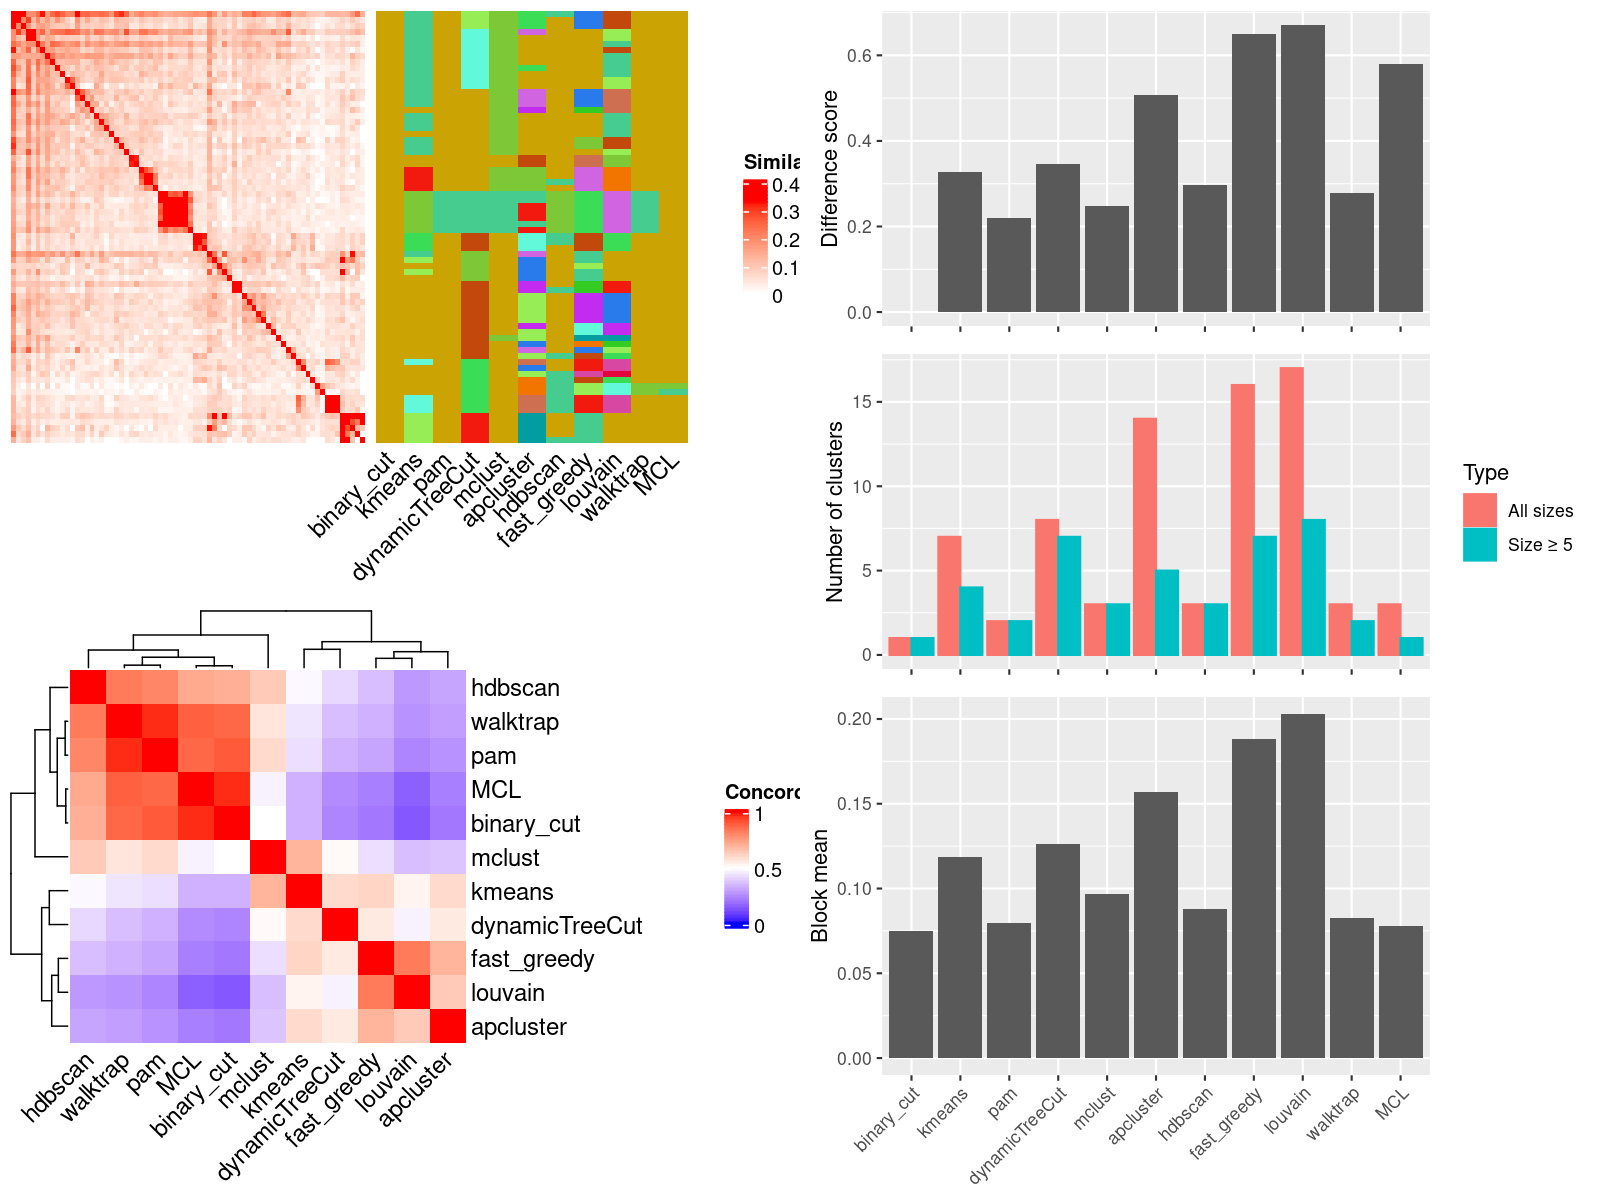 Simila
0.4
0.3
0.2
0.1
0
binary_cut
kmeans
pam
dynamicTreeCut
mclust
apcluster
hdbscan
fast_greedy
louvain
walktrap
MCL
hdbscan
walktrap
pam
MCL
binary_cut
mclust
kmeans
dynamicTreeCut
fast_greedy
louvain
apcluster
hdbscan
walktrap
pam
MCL
binary_cut
mclust
kmeans
dynamicTreeCut
fast_greedy
louvain
apcluster
Concord
1
0.5
0
Difference score
0.6
0.4
0.2
0.0
Number of clusters
15
10
5
0
Type
All sizes
Size ≥ 5
Block mean
0.20
0.15
0.10
0.05
0.00
binary_cut
kmeans
pam
dynamicTreeCut
mclust
apcluster
hdbscan
fast_greedy
louvain
walktrap
MCL